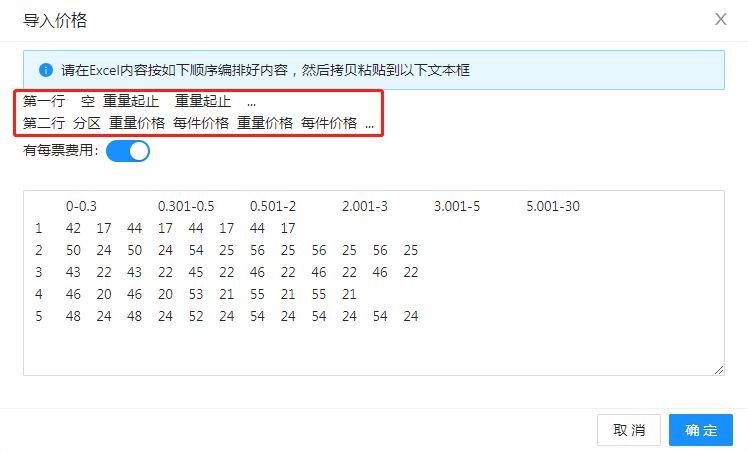 导入价格
请在Excel内容按如下顺序编排好内容，然后拷贝粘贴到以下文本框
第一行 空 重量起止 重量起止 ...
第二行 分区 重量价格 每件价格 重量价格 每件价格 ...
有每票费用:
0-0.3 0.301-0.5 0.501-2 2.001-3 3.001-5 5.001-30
1 42 17 44 17 44 17 44 17
2 50 24 50 24 54 25 56 25 56 25 56 25
3 43 22 43 22 45 22 46 22 46 22 46 22
4 46 20 46 20 53 21 55 21 55 21
5 48 24 48 24 52 24 54 24 54 24 54 24
取 消 确 定